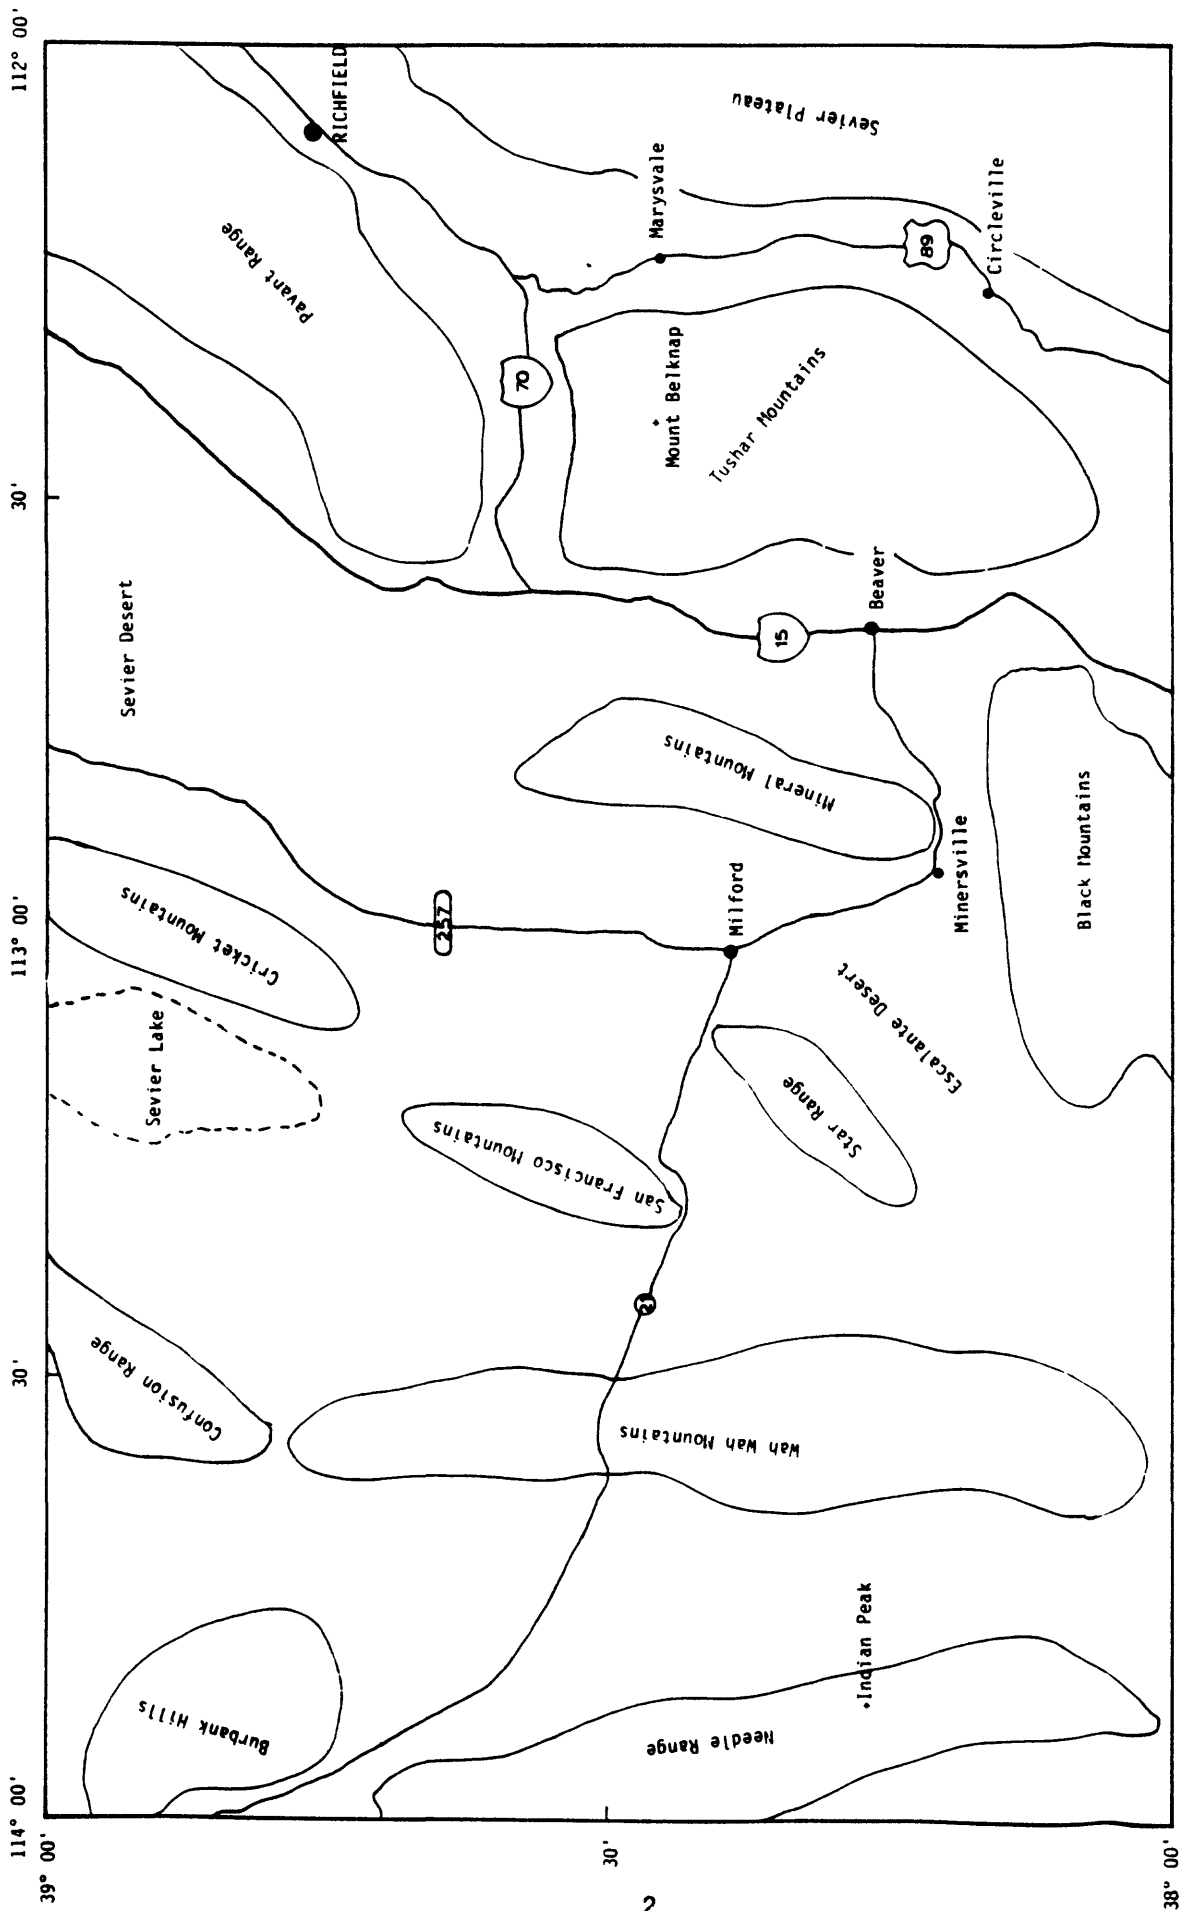 114° 00'
30'
113° 00'
30'
112° 00'
39° 00'
30'
38° 00'
Burbank Hills
Confusion Range
Sevier Lake
Cricket Mountains
Sevier Desert
Pavant Range
RICHFIELD
Needle Range
Indian Peak
Wah Wah Mountains
21
San Francisco Mountains
Star Range
Milford
257
Escalante Desert
Minersville
Mineral Mountains
Black Mountains
15
Beaver
70
Mount Belknap
Tushar Mountains
Marysvale
89
Circleville
Sevier Plateau
2